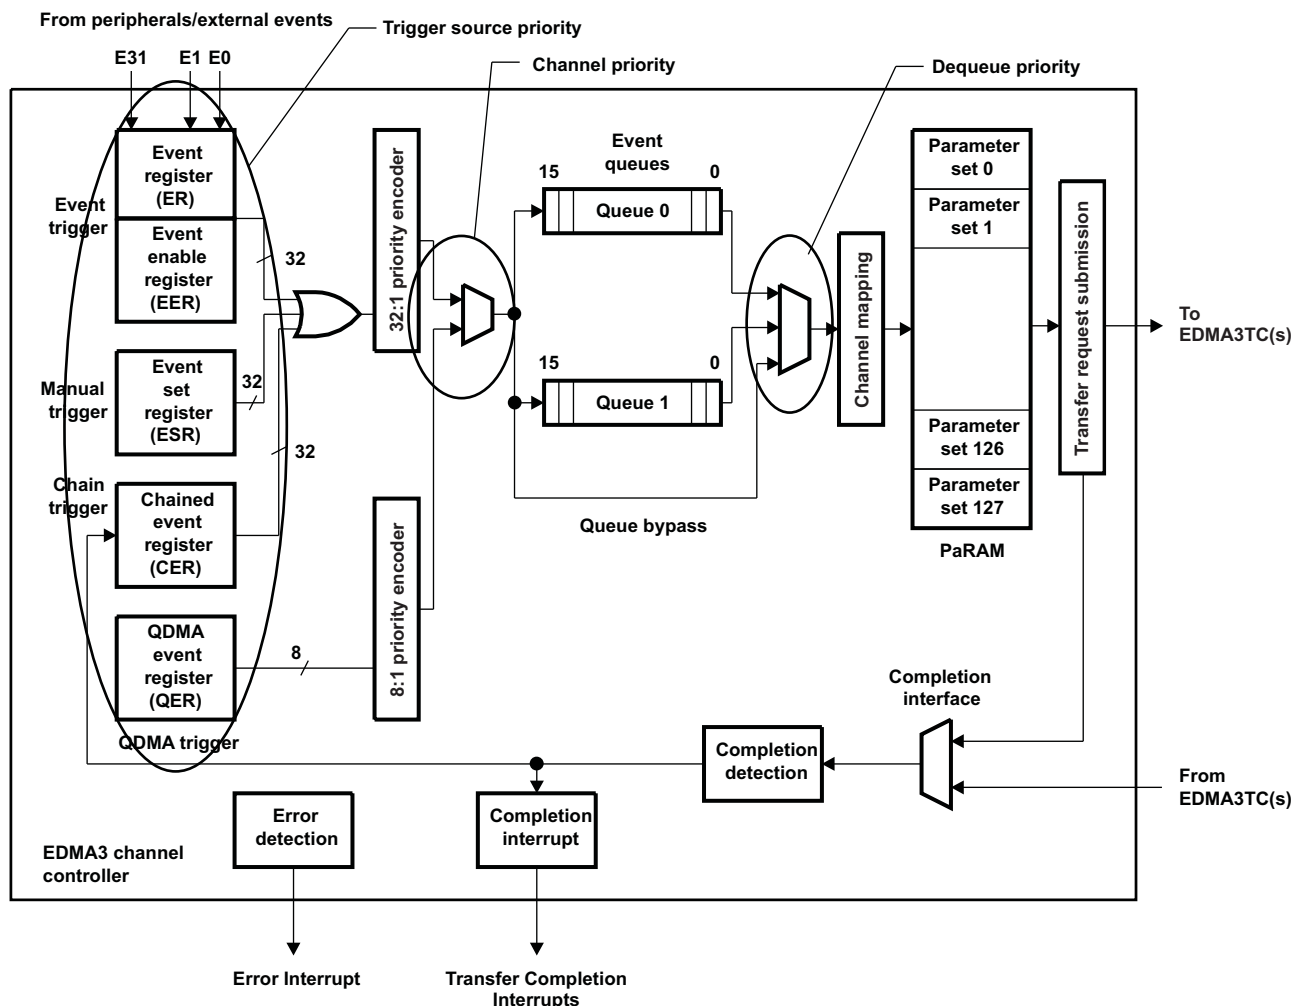 From peripherals/external events
Trigger source priority
E31 E1 E0
Channel priority
Dequeue priority
Event
register
(ER)
Event
trigger
Event
enable
register
(EER)
32
Manual
trigger
Event
set
register
(ESR)
32
32
Chain
trigger
Chained
event
register
(CER)
QDMA
event
register
(QER)
8
QDMA trigger
32:1 priority encoder
8:1 priority encoder
Event
queues
15 0
Queue 0
15 0
Queue 1
Queue bypass
Channel mapping
Parameter
set 0
Parameter
set 1
Parameter
set 126
Parameter
set 127
PaRAM
Transfer request submission
To
EDMA3TC(s)
Completion
interface
From
EDMA3TC(s)
Completion
detection
Error
detection
Completion
interrupt
EDMA3 channel
controller
Error Interrupt
Transfer Completion
Interrupts